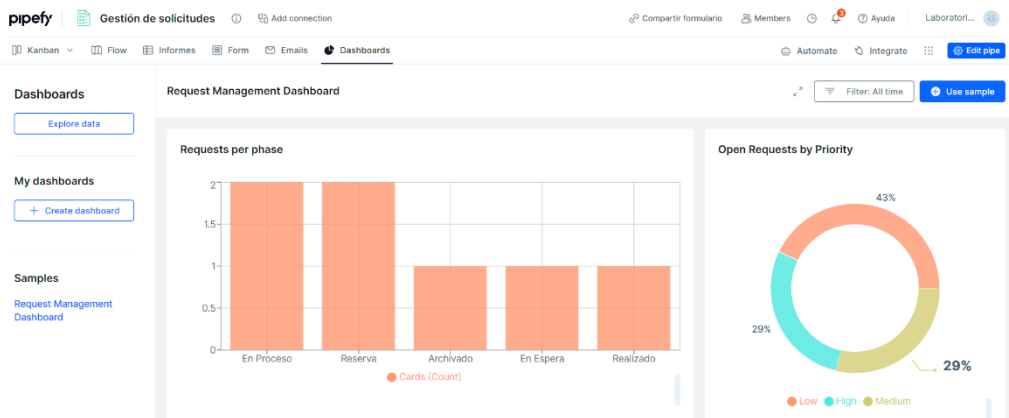 pipefy
Gestión de solicitudes
Add connection
Compartir formulario
Members
3
Ayuda
Laboratori...
Kanban
Flow
Informes
Form
Emails
Dashboards
Automate
Integrate
Edit pipe
Dashboards
Explore data
My dashboards
+ Create dashboard
Samples
Request Management
Dashboard
Request Management Dashboard
Filter: All time
Use sample
Requests per phase
2
1.5
1
0.5
0
En Proceso
Reserva
Archivado
En Espera
Realizado
Cards (Count)
Open Requests by Priority
43%
29%
29%
Low
High
Medium